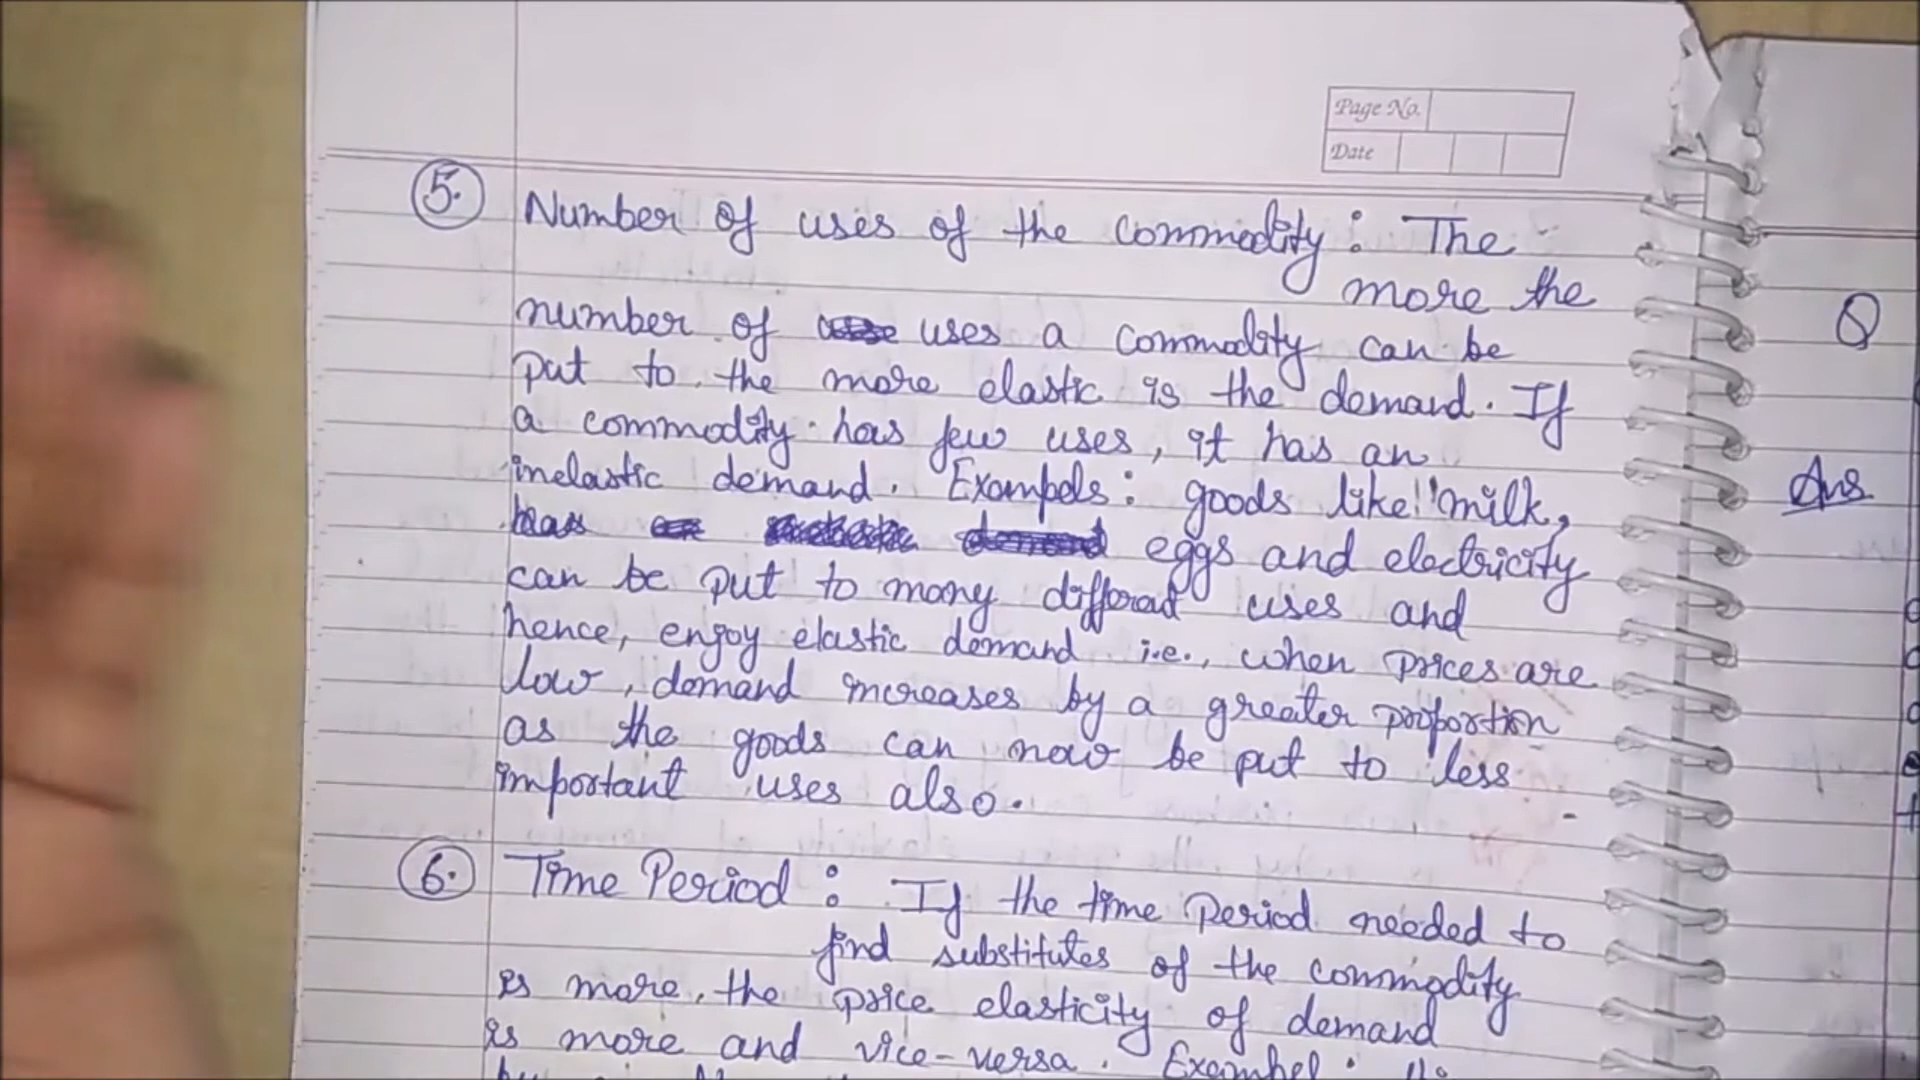 Page No.
Date
5. Number of uses of the commodity : The
more the
number of uses a commodity can be
put to the more elastic is the demand. If
a commodity has few uses, it has an
inelastic demand. Exampels : goods like milk,
eggs and electricity
can be put to many different uses and
hence, enjoy elastic demand i.e., when prices are
low, demand increases by a greater proportion
as the goods can now be put to less
important uses also.
6. Time Period : If the time period needed to
find substitutes of the commodity
is more, the price elasticity of demand
is more and vice-versa. Exampel :
Q
Ans